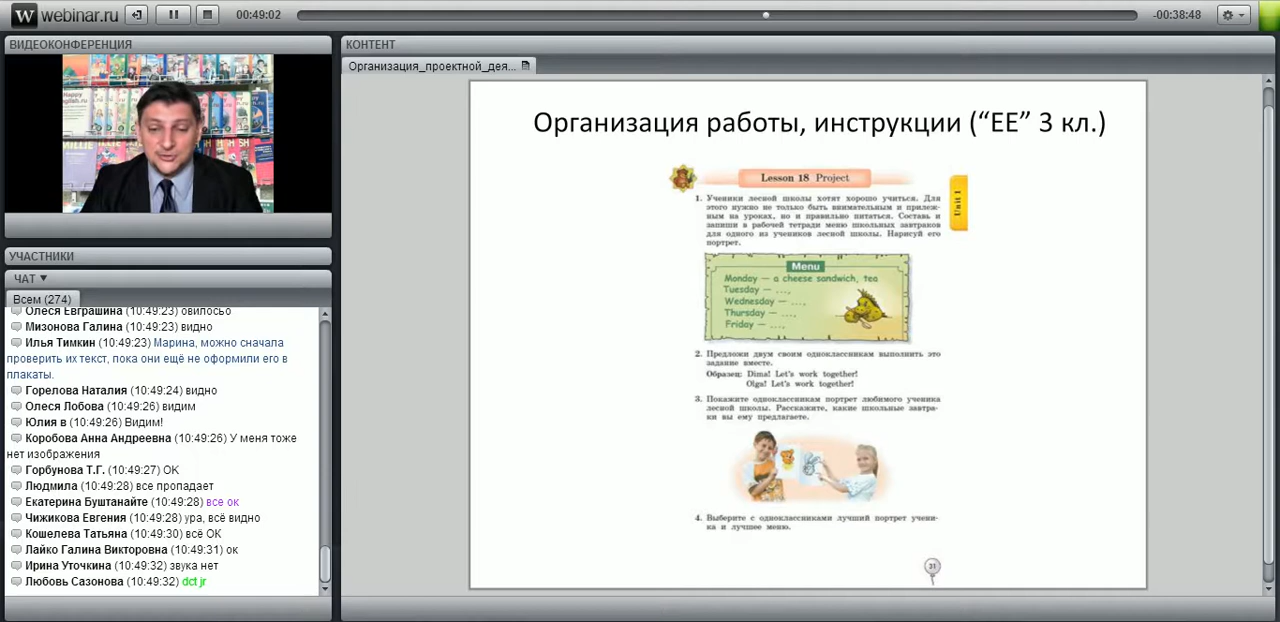 webinar.ru
00:49:02
-00:38:48
ВИДЕОКОНФЕРЕНЦИЯ
УЧАСТНИКИ
ЧАТ
Всем (274)
Олеся Евграшина (10:49:23) овилосьо
Мизонова Галина (10:49:23) видно
Илья Тимкин (10:49:23) Марина, можно сначала
проверить их текст, пока они ещё не оформили его в
плакаты.
Горелова Наталия (10:49:24) видно
Олеся Лобова (10:49:26) видим
Юлия в (10:49:26) Видим!
Коробова Анна Андреевна (10:49:26) У меня тоже
нет изображения
Горбунова Т.Г. (10:49:27) ОК
Людмила (10:49:28) все пропадает
Екатерина Буштанайте (10:49:28) все ок
Чижикова Евгения (10:49:28) ура, всё видно
Кошелева Татьяна (10:49:30) всё ОК
Лайко Галина Викторовна (10:49:31) ок
Ирина Уточкина (10:49:32) звука нет
Любовь Сазонова (10:49:32) dct jr
КОНТЕНТ
Организация_проектной_дея...
Организация работы, инструкции (“EE” 3 кл.)
Lesson 18 Project
Unit 1
1. Ученики лесной школы хотят хорошо учиться. Для
этого нужно не только быть внимательным и прилеж-
ным на уроках, но и правильно питаться. Составь и
запиши в рабочей тетради меню школьных завтраков
для одного из учеников лесной школы. Нарисуй его
портрет.
Menu
Monday — a cheese sandwich, tea
Tuesday — ...,
Wednesday — ...,
Thursday — ...,
Friday — ...,
2. Предложи двум своим одноклассникам выполнить это
задание вместе.
Образец: Dima! Let's work together!
Olga! Let's work together!
3. Покажите одноклассникам портрет любимого ученика
лесной школы. Расскажите, какие школьные завтра-
ки вы ему предлагаете.
4. Выберите с одноклассниками лучший портрет учени-
ка и лучшее меню.
31